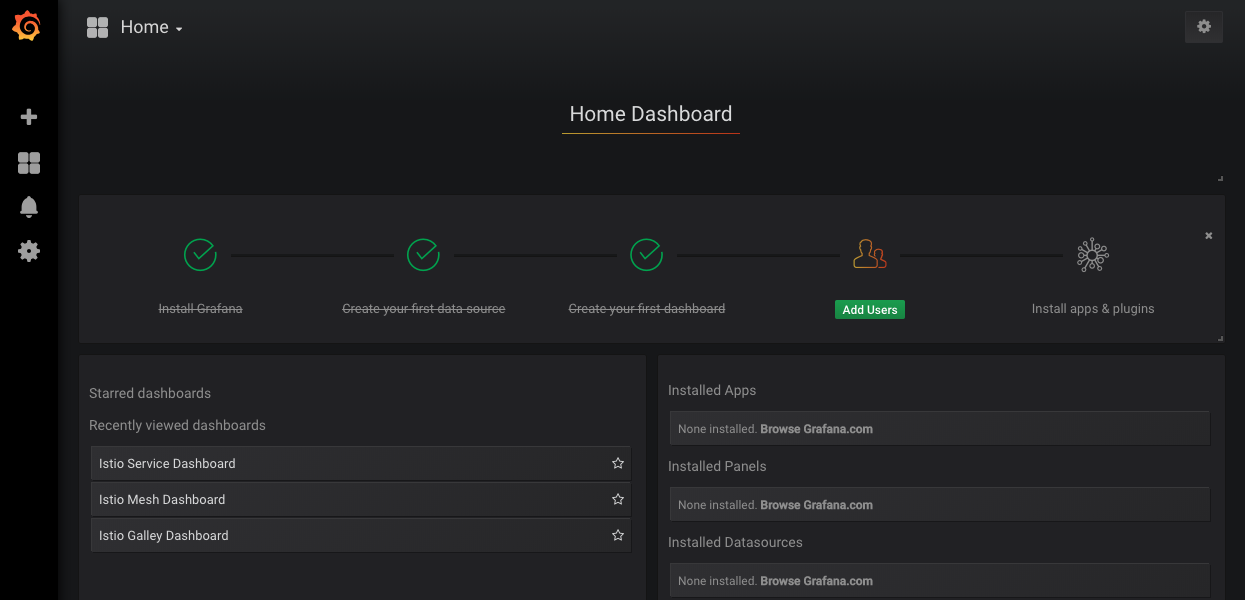 Home
Home Dashboard
Install Grafana
Create your first data source
Create your first dashboard
Add Users
Install apps & plugins
Starred dashboards
Recently viewed dashboards
Istio Service Dashboard
Istio Mesh Dashboard
Istio Galley Dashboard
Installed Apps
None installed. Browse Grafana.com
Installed Panels
None installed. Browse Grafana.com
Installed Datasources
None installed. Browse Grafana.com